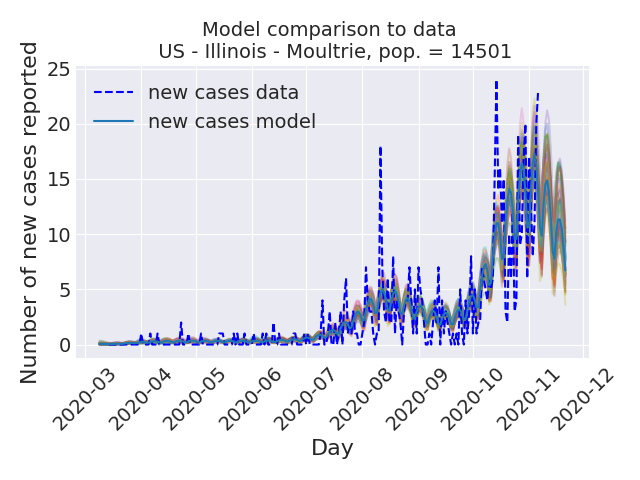 Model comparison to data
US - Illinois - Moultrie, pop. = 14501
Number of new cases reported
25
20
15
10
5
0
new cases data
new cases model
2020-03
2020-04
2020-05
2020-06
2020-07
2020-08
2020-09
2020-10
2020-11
2020-12
Day